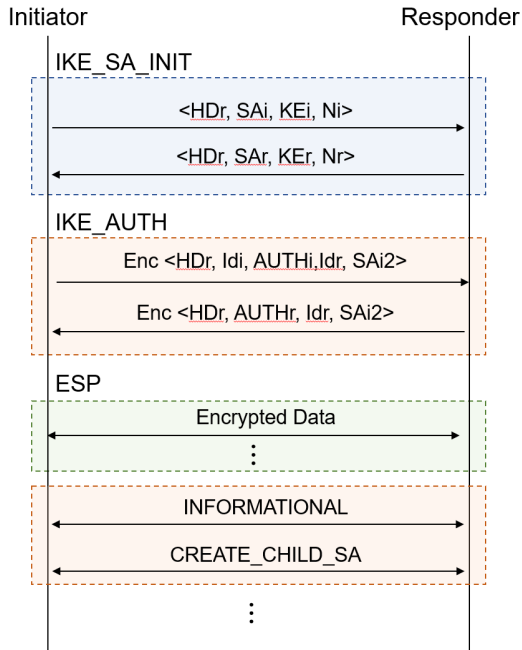 Initiator
Responder
IKE_SA_INIT
<HDr, SAi, KEi, Ni>
<HDr, SAr, KEr, Nr>
IKE_AUTH
Enc <HDr, Idi, AUTHi,Idr, SAi2>
Enc <HDr, AUTHr, Idr, SAi2>
ESP
Encrypted Data
⋮
INFORMATIONAL
CREATE_CHILD_SA
⋮